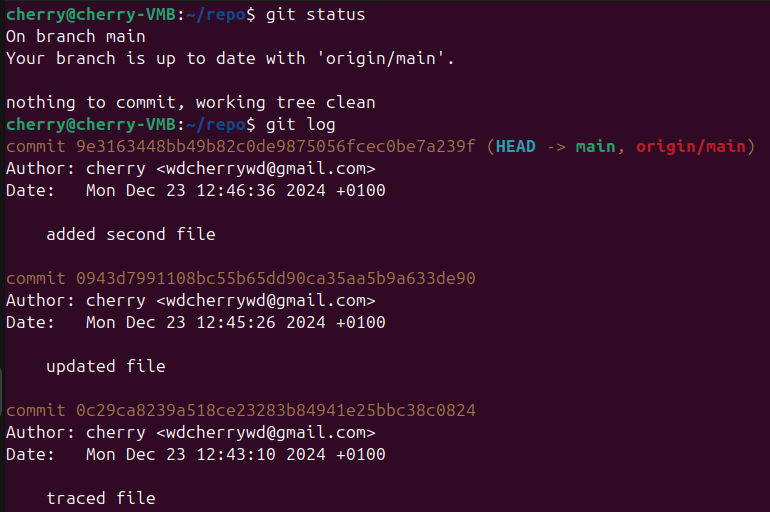 cherry@cherry-VMB:~/repo$ git status
On branch main
Your branch is up to date with 'origin/main'.
nothing to commit, working tree clean
cherry@cherry-VMB:~/repo$ git log
commit 9e3163448bb49b82c0de9875056fcec0be7a239f (HEAD -> main, origin/main)
Author: cherry <wdcherrywd@gmail.com>
Date:   Mon Dec 23 12:46:36 2024 +0100
    added second file
commit 0943d7991108bc55b65dd90ca35aa5b9a633de90
Author: cherry <wdcherrywd@gmail.com>
Date:   Mon Dec 23 12:45:26 2024 +0100
    updated file
commit 0c29ca8239a518ce23283b84941e25bbc38c0824
Author: cherry <wdcherrywd@gmail.com>
Date:   Mon Dec 23 12:43:10 2024 +0100
    traced file